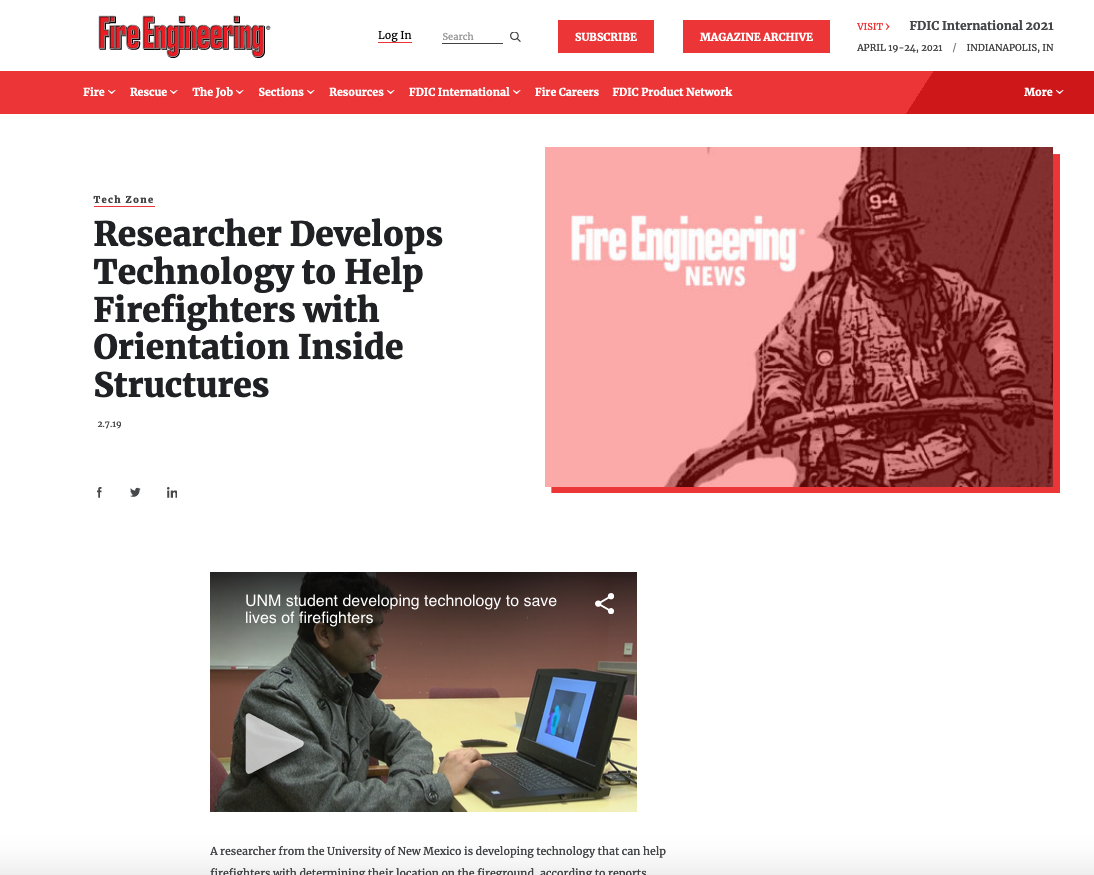 Fire Engineering®
Log In
Search
SUBSCRIBE
MAGAZINE ARCHIVE
VISIT > FDIC International 2021
APRIL 19-24, 2021 / INDIANAPOLIS, IN
Fire Rescue The Job Sections Resources FDIC International Fire Careers FDIC Product Network More
Tech Zone
Researcher Develops
Technology to Help
Firefighters with
Orientation Inside
Structures
2.7.19
Fire Engineering®
NEWS
9-4
UNM student developing technology to save
lives of firefighters
A researcher from the University of New Mexico is developing technology that can help
firefighters with determining their location on the fireground, according to reports.